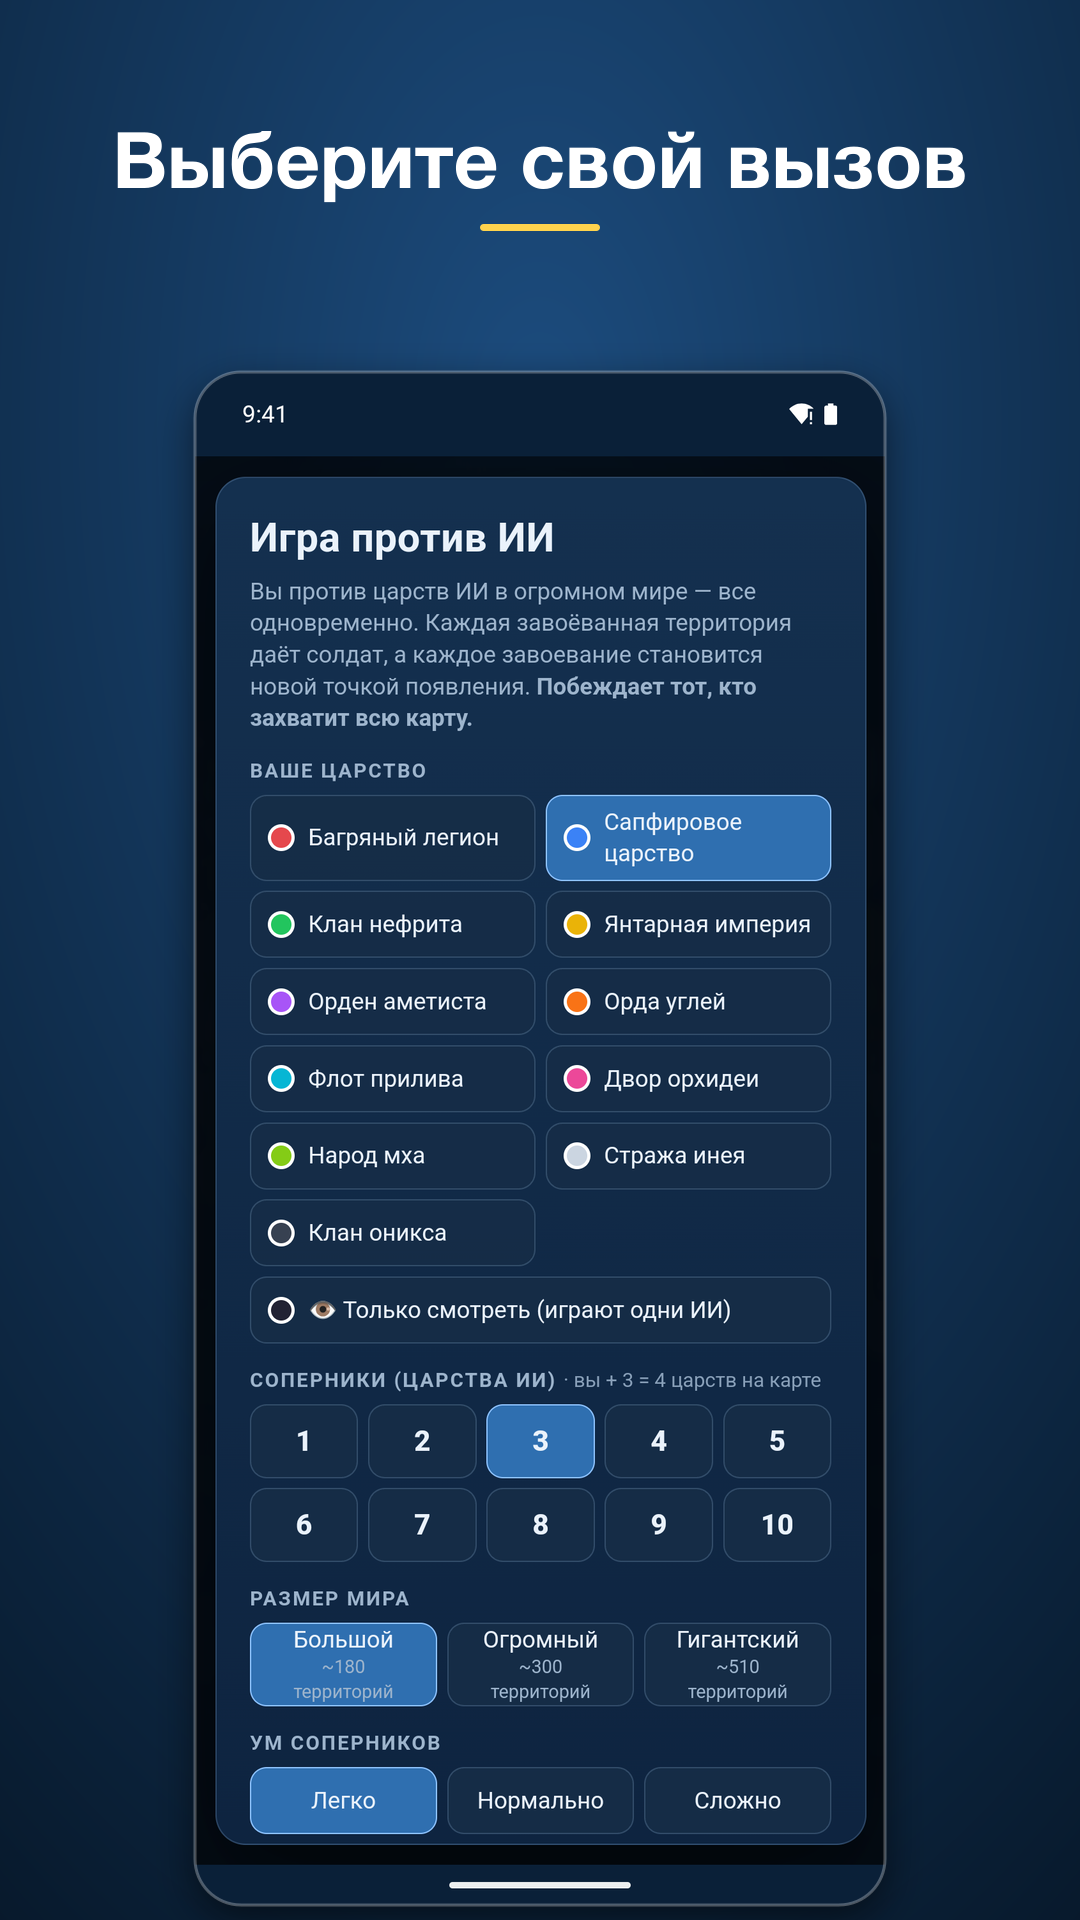 Выберите свой вызов
9:41
Игра против ИИ
Вы против царств ИИ в огромном мире — все
одновременно. Каждая завоёванная территория
даёт солдат, а каждое завоевание становится
новой точкой появления. Побеждает тот, кто
захватит всю карту.
ВАШЕ ЦАРСТВО
Багряный легион
Сапфировое
царство
Клан нефрита
Янтарная империя
Орден аметиста
Орда углей
Флот прилива
Двор орхидеи
Народ мха
Стража инея
Клан оникса
Только смотреть (играют одни ИИ)
СОПЕРНИКИ (ЦАРСТВА ИИ) · вы + 3 = 4 царств на карте
1 2 3 4 5
6 7 8 9 10
РАЗМЕР МИРА
Большой
~180
территорий
Огромный
~300
территорий
Гигантский
~510
территорий
УМ СОПЕРНИКОВ
Легко Нормально Сложно